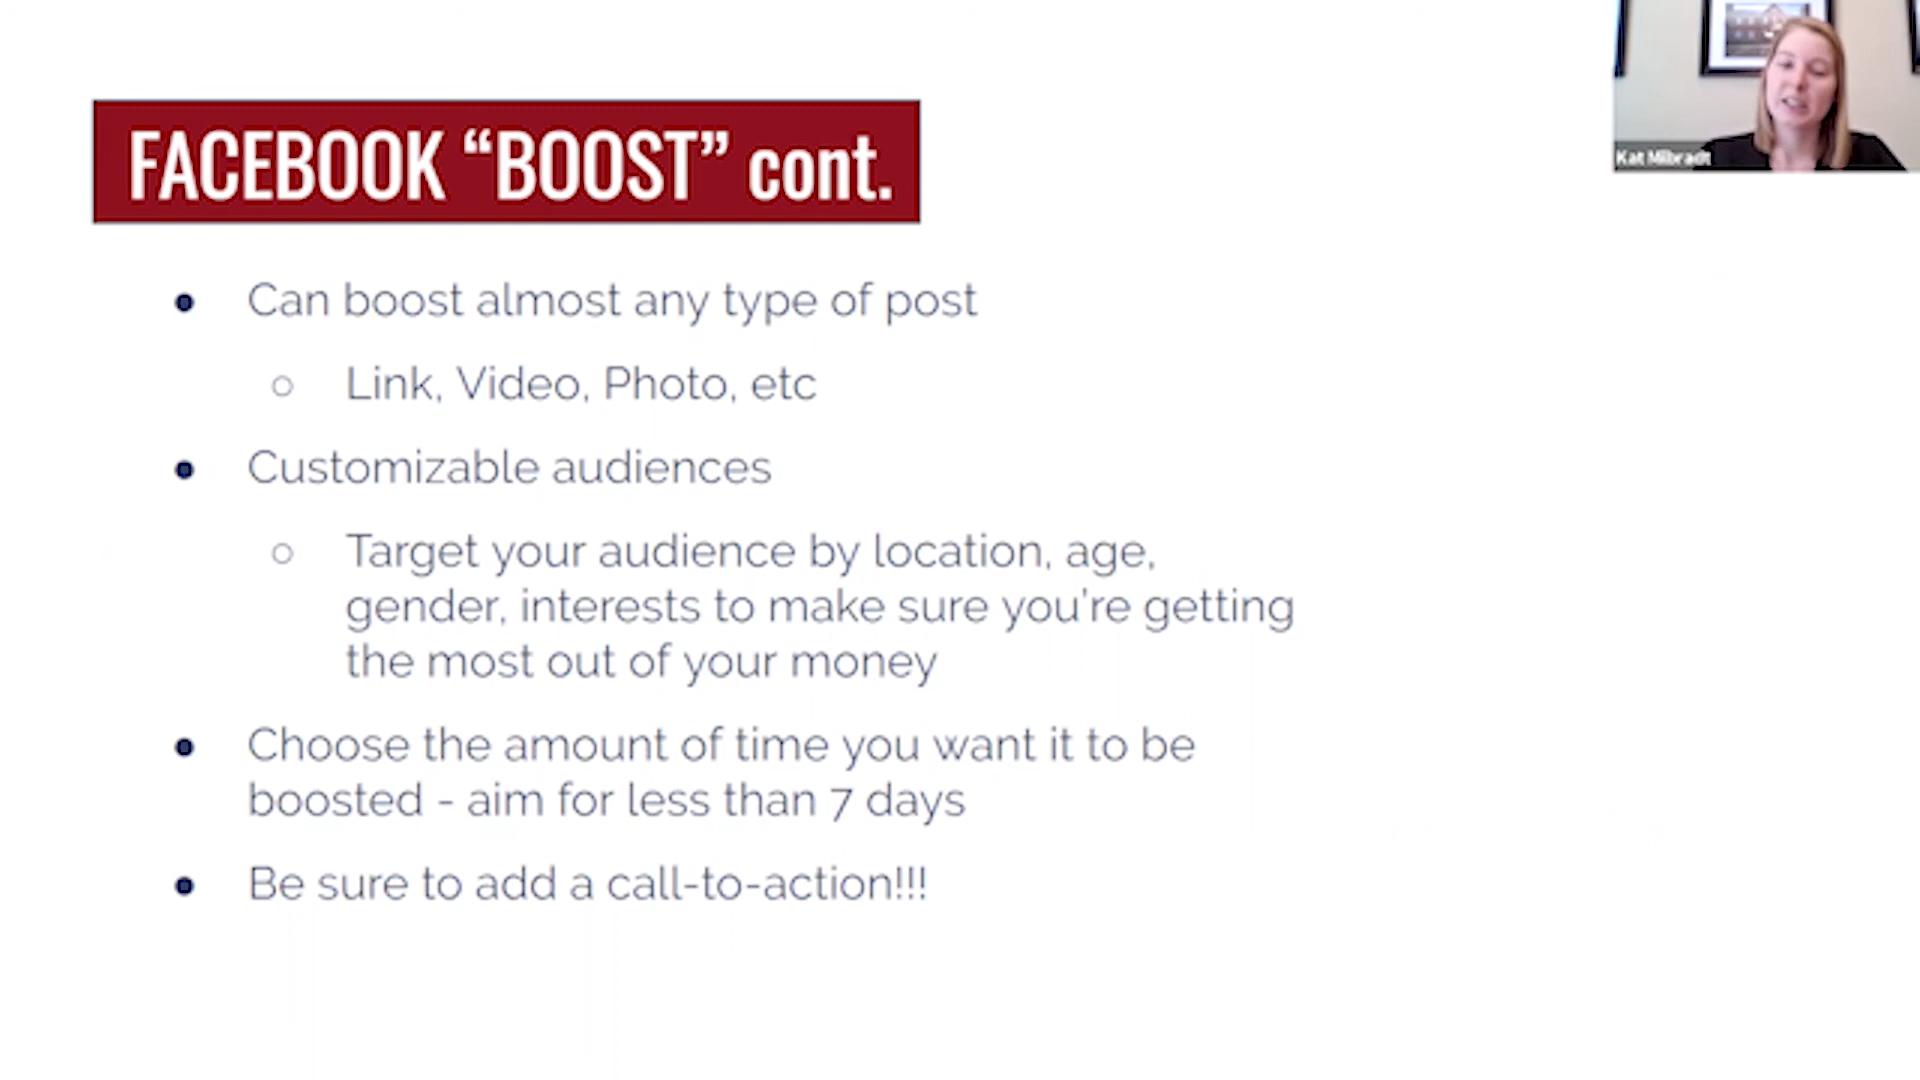 FACEBOOK “BOOST” cont.
Kat Milbradt
● Can boost almost any type of post
○ Link, Video, Photo, etc
● Customizable audiences
○ Target your audience by location, age,
gender, interests to make sure you're getting
the most out of your money
● Choose the amount of time you want it to be
boosted - aim for less than 7 days
● Be sure to add a call-to-action!!!